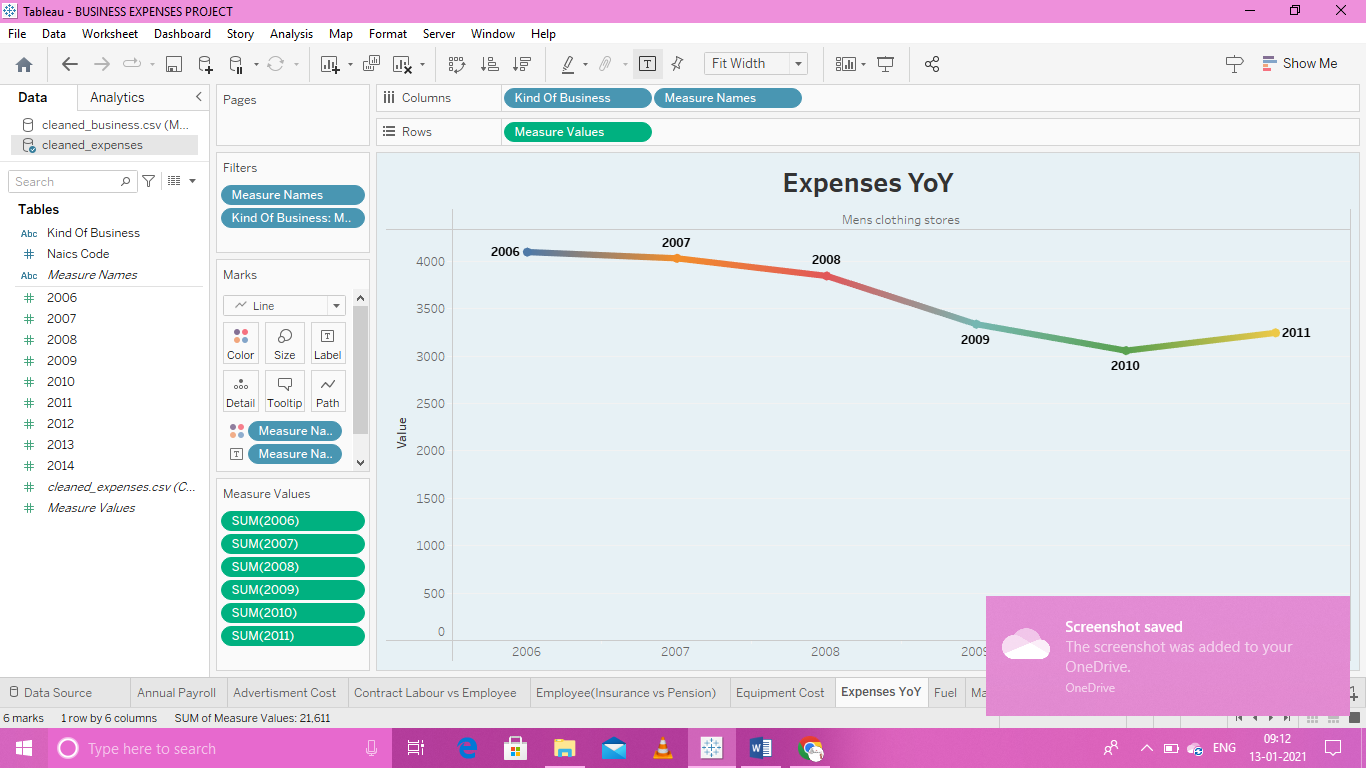 Tableau - BUSINESS EXPENSES PROJECT
File Data Worksheet Dashboard Story Analysis Map Format Server Window Help
Fit Width
Show Me
Data Analytics
cleaned_business.csv (M...
cleaned_expenses
Search
Tables
Abc Kind Of Business
# Naics Code
Abc Measure Names
# 2006
# 2007
# 2008
# 2009
# 2010
# 2011
# 2012
# 2013
# 2014
# cleaned_expenses.csv (C...
# Measure Values
Pages
Filters
Measure Names
Kind Of Business: M..
Marks
Line
Color Size Label
Detail Tooltip Path
Measure Na..
Measure Na..
Measure Values
SUM(2006)
SUM(2007)
SUM(2008)
SUM(2009)
SUM(2010)
SUM(2011)
Columns Kind Of Business Measure Names
Rows Measure Values
Expenses YoY
Mens clothing stores
Value
4000
3500
3000
2500
2000
1500
1000
500
0
2006
2007
2008
2009
2010
2011
2006 2007 2008 2009
Screenshot saved
The screenshot was added to your
OneDrive.
OneDrive
Data Source Annual Payroll Advertisment Cost Contract Labour vs Employee Employee(Insurance vs Pension) Equipment Cost Expenses YoY Fuel
6 marks 1 row by 6 columns SUM of Measure Values: 21,611
Type here to search
ENG
09:12
13-01-2021